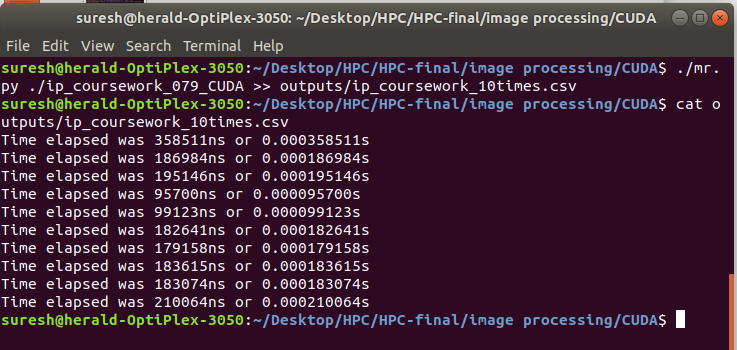 suresh@herald-OptiPlex-3050: ~/Desktop/HPC/HPC-final/image processing/CUDA
File Edit View Search Terminal Help
suresh@herald-OptiPlex-3050:~/Desktop/HPC/HPC-final/image processing/CUDA$ ./mr.
py ./ip_coursework_079_CUDA >> outputs/ip_coursework_10times.csv
suresh@herald-OptiPlex-3050:~/Desktop/HPC/HPC-final/image processing/CUDA$ cat o
utputs/ip_coursework_10times.csv
Time elapsed was 358511ns or 0.000358511s
Time elapsed was 186984ns or 0.000186984s
Time elapsed was 195146ns or 0.000195146s
Time elapsed was 95700ns or 0.000095700s
Time elapsed was 99123ns or 0.000099123s
Time elapsed was 182641ns or 0.000182641s
Time elapsed was 179158ns or 0.000179158s
Time elapsed was 183615ns or 0.000183615s
Time elapsed was 183074ns or 0.000183074s
Time elapsed was 210064ns or 0.000210064s
suresh@herald-OptiPlex-3050:~/Desktop/HPC/HPC-final/image processing/CUDA$